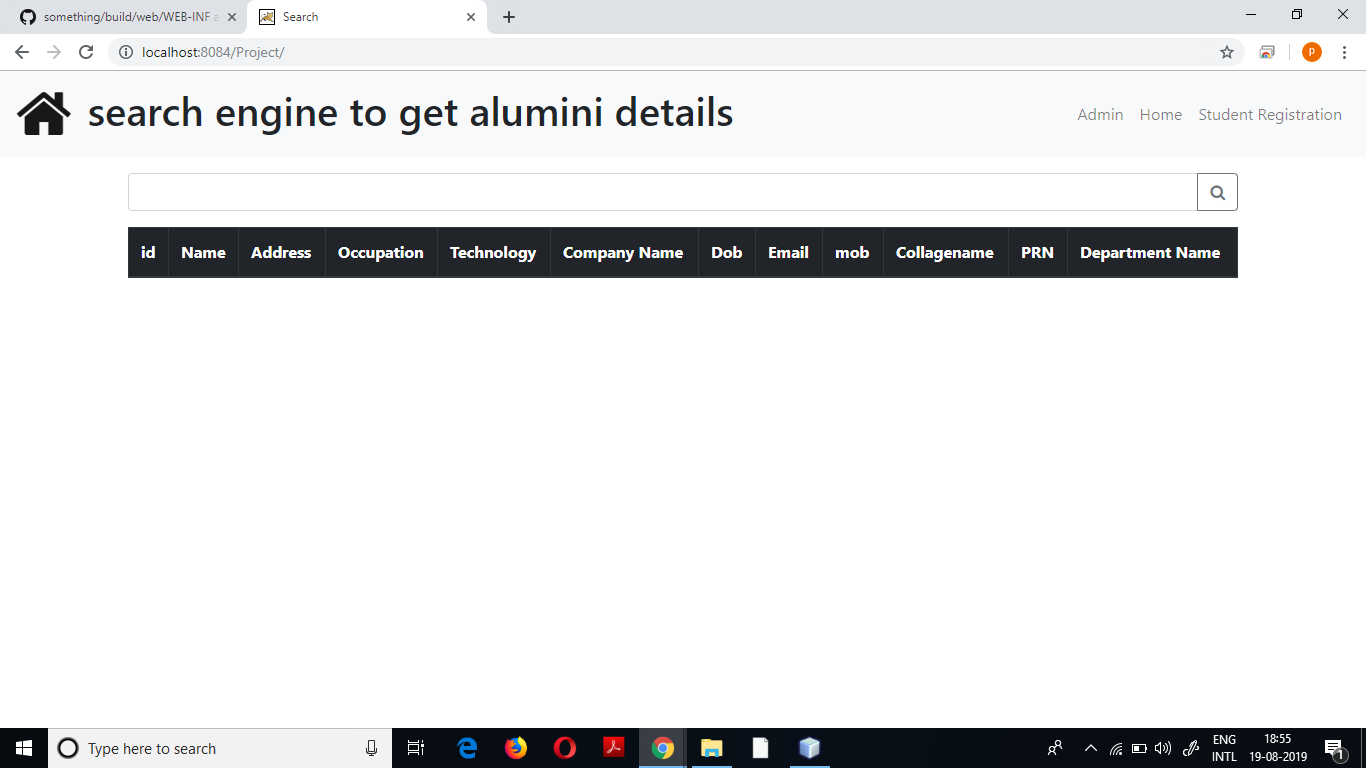 something/build/web/WEB-INF a
Search
localhost:8084/Project/
P
search engine to get alumini details
Admin Home Student Registration
id Name Address Occupation Technology Company Name Dob Email mob Collagename PRN Department Name
Type here to search
ENG
INTL
18:55
19-08-2019
1